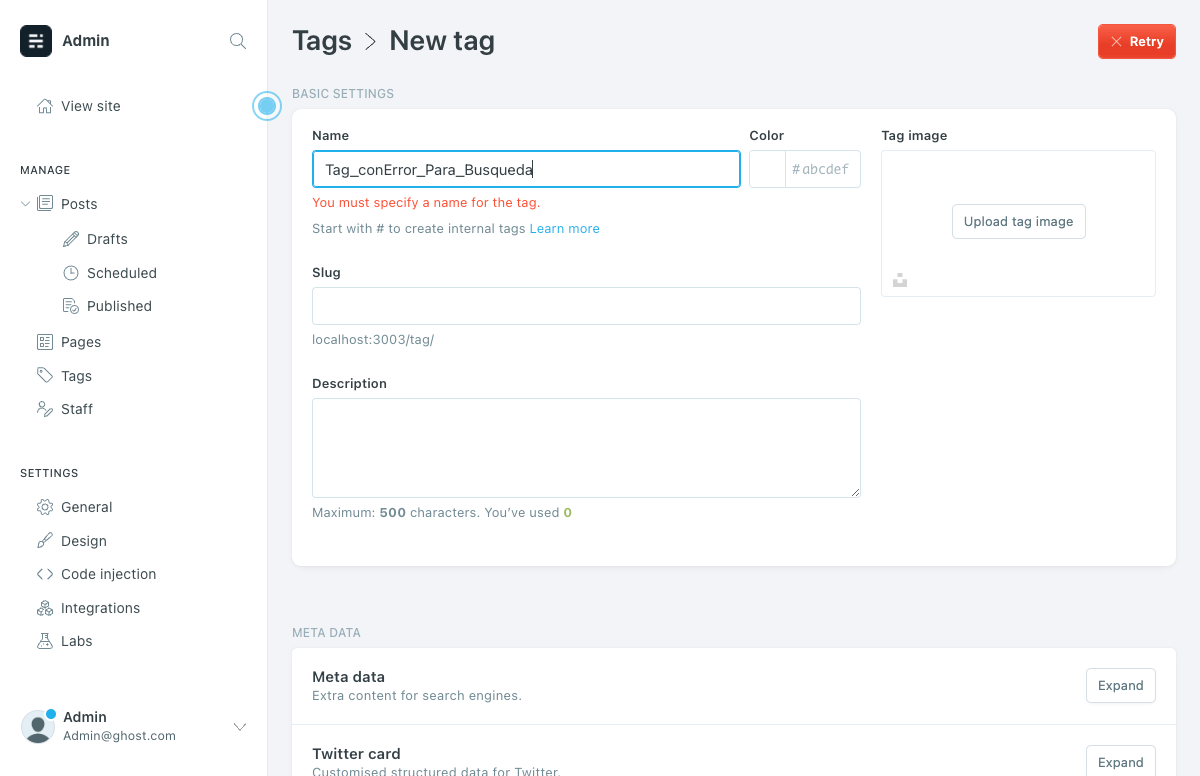 Admin
View site
MANAGE
Posts
Drafts
Scheduled
Published
Pages
Tags
Staff
SETTINGS
General
Design
Code injection
Integrations
Labs
Admin
Admin@ghost.com
Tags > New tag
Retry
BASIC SETTINGS
Name
Tag_conError_Para_Busqueda
You must specify a name for the tag.
Start with # to create internal tags Learn more
Color
#abcdef
Tag image
Upload tag image
Slug
localhost:3003/tag/
Description
Maximum: 500 characters. You’ve used 0
META DATA
Meta data
Extra content for search engines.
Expand
Twitter card
Customised structured data for Twitter.
Expand